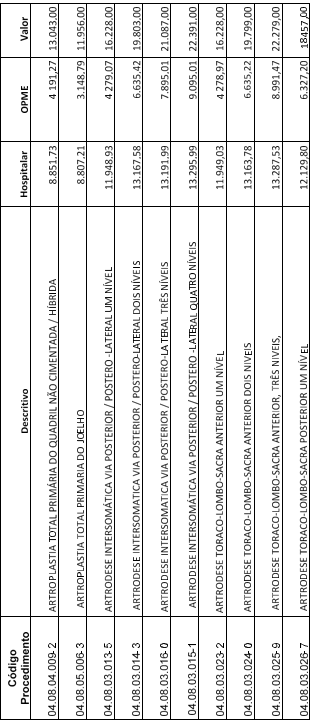 Código Procedimento Descritivo Hospitalar OPME Valor
04.08.04.009-2 ARTROPLASTIA TOTAL PRIMÁRIA DO QUADRIL NÃO CIMENTADA / HÍBRIDA 8.851,73 4 191,27 13.043,00
04.08.05.006-3 ARTROPLASTIA TOTAL PRIMARIA DO JOELHO 8.807,21 3.148,79 11.956,00
04.08.03.013-5 ARTRODESE INTERSOMÁTICA VIA POSTERIOR / POSTERO -LATERAL UM NÍVEL 11.948,93 4 279,07 16.228,00
04.08.03.014-3 ARTRODESE INTERSOMATICA VIA POSTERIOR / POSTERO-LATERAL DOIS NÍVEIS 13.167,58 6.635,42 19.803,00
04.08.03.016-0 ARTRODESE INTERSOMÁTICA VIA POSTERIOR / POSTERO-LATERAL TRÊS NÍVEIS 13.191,99 7.895,01 21.087,00
04.08.03.015-1 ARTRODESE INTERSOMÁTICA VIA POSTERIOR / POSTERO -LATERAL QUATRO NÍVEIS 13.295,99 9.095,01 22.391,00
04.08.03.023-2 ARTRODESE TORACO-LOMBO-SACRA ANTERIOR UM NÍVEL 11.949,03 4 278,97 16.228,00
04.08.03.024-0 ARTRODESE TORACO-LOMBO-SACRA ANTERIOR DOIS NIVEIS 13.163,78 6.635,22 19.799,00
04.08.03.025-9 ARTRODESE TORACO-LOMBO-SACRA ANTERIOR, TRÊS NIVEIS, 13.287,53 8.991,47 22.279,00
04.08.03.026-7 ARTRODESE TORACO-LOMBO-SACRA POSTERIOR UM NÍVEL 12.129,80 6.327,20 18457,00